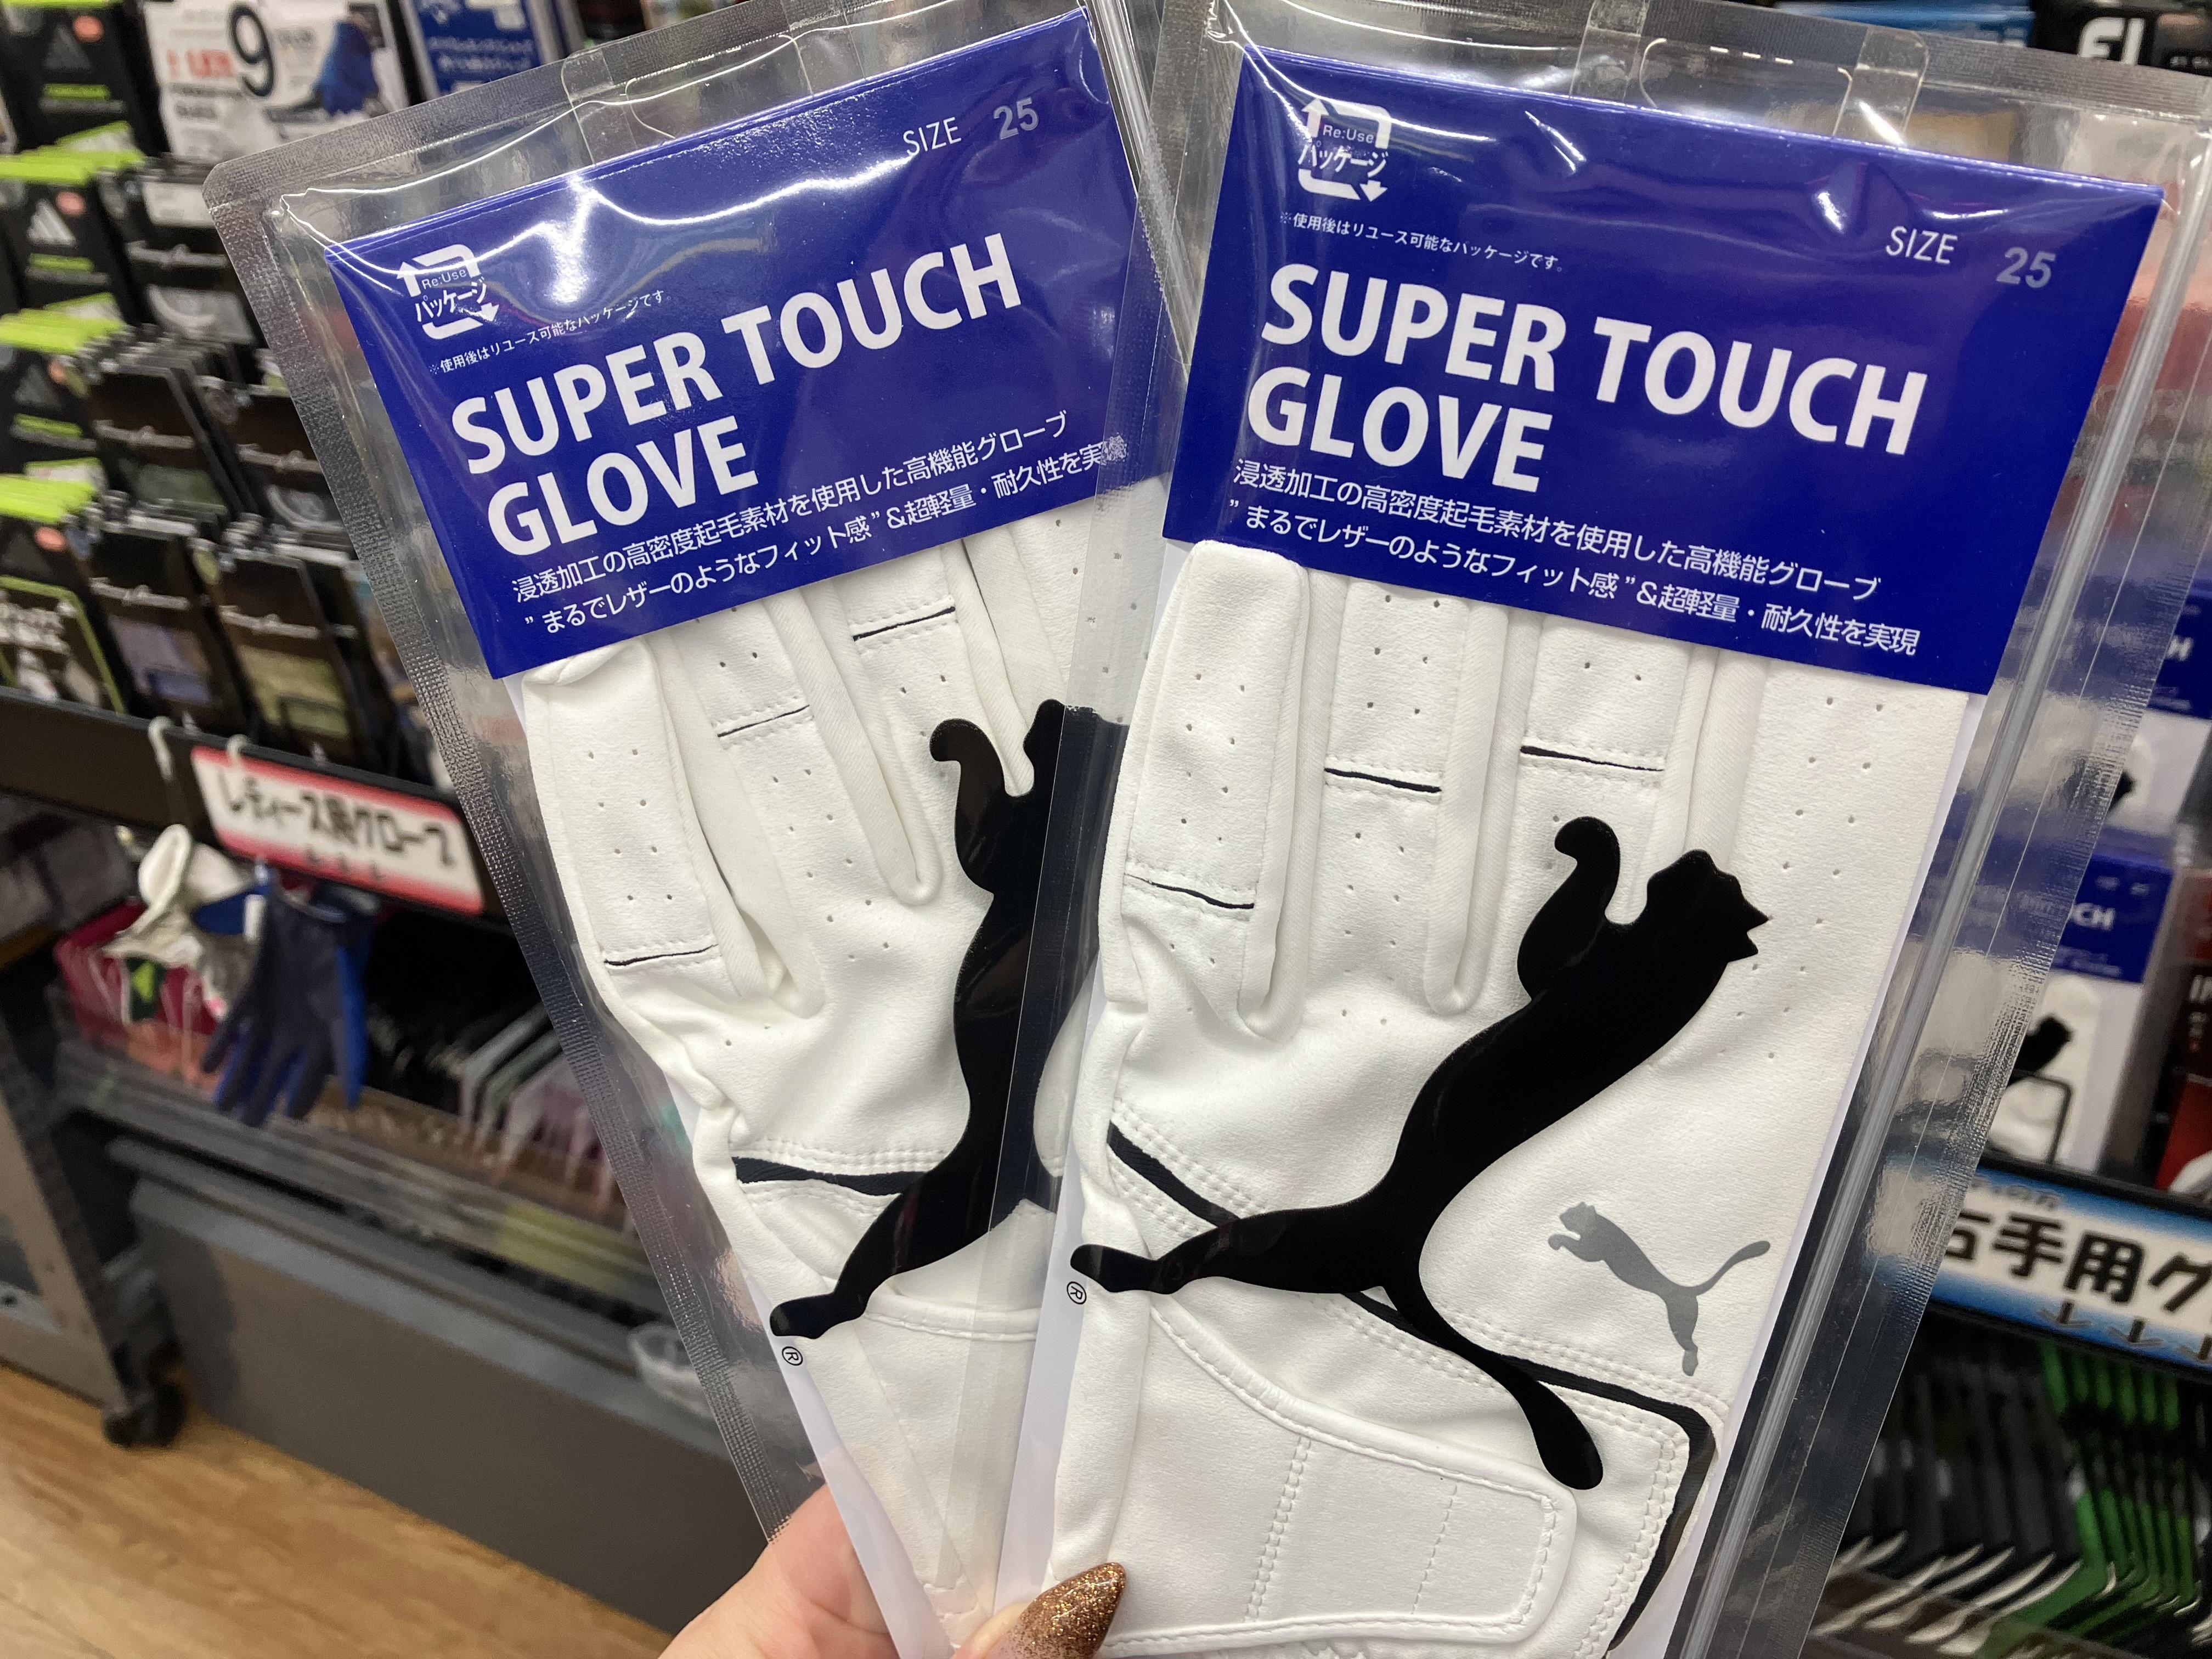 SIZE 25
Re:Use
パッケージ
※使用後はリユース可能なパッケージです。
SUPER TOUCH
GLOVE
浸透加工の高密度起毛素材を使用した高機能グローブ
”まるでレザーのようなフィット感”&超軽量・耐久性を実
®
Re:Use
パッケージ
※使用後はリユース可能なパッケージです。
SIZE 25
SUPER TOUCH
GLOVE
浸透加工の高密度起毛素材を使用した高機能グローブ
”まるでレザーのようなフィット感”&超軽量・耐久性を実現
®
9
レディース用グローブ
右手用グ